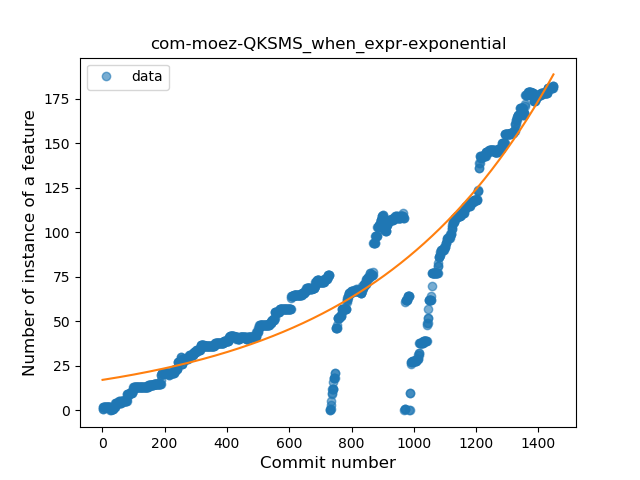 com-moez-QKSMS_when_expr-exponential
data
Number of instance of a feature
175
150
125
100
75
50
25
0
0 200 400 600 800 1000 1200 1400
Commit number